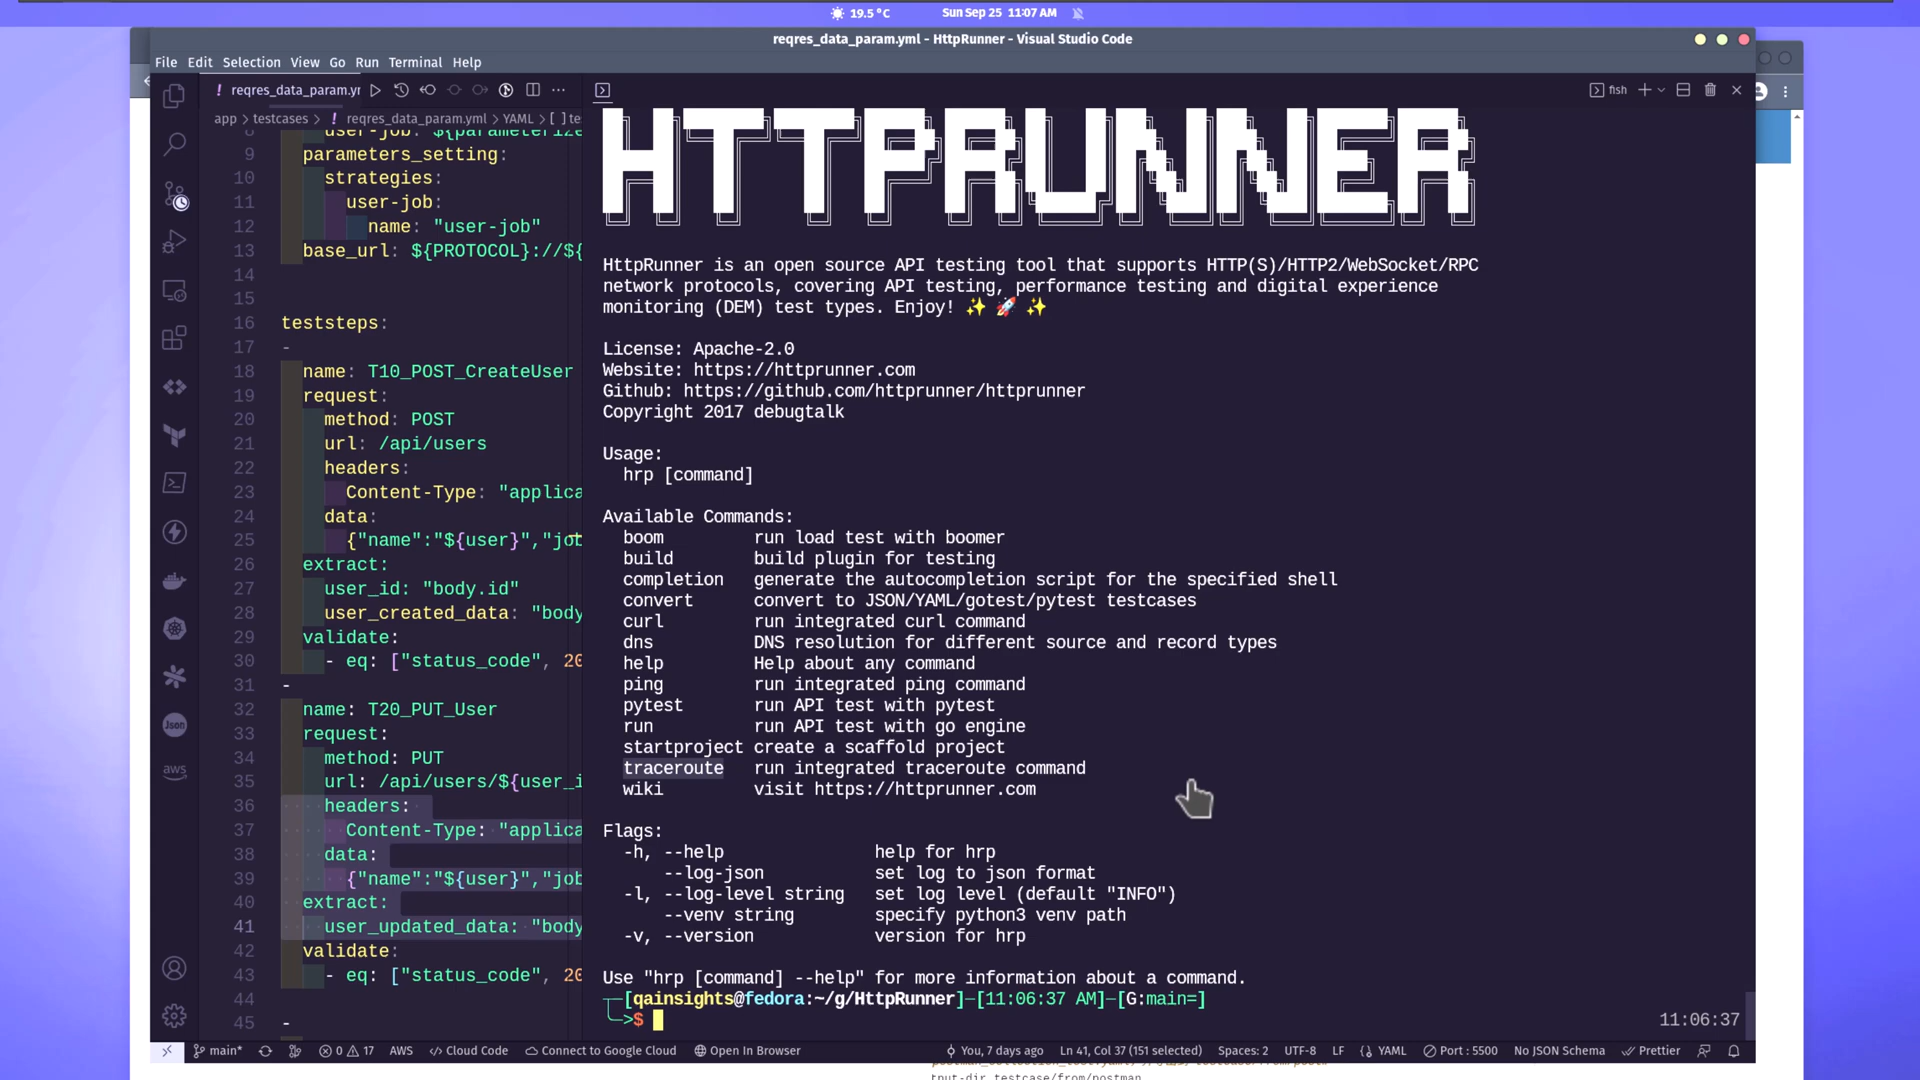 19.5 °C
Sun Sep 25 11:07 AM
reqres_data_param.yml - HttpRunner - Visual Studio Code
File Edit Selection View Go Run Terminal Help
! reqres_data_param.yr
app > testcases > ! reqres_data_param.yml > YAML > [ ] te
9 parameters_setting:
10 strategies:
11 user-job:
12 name: "user-job"
13 base_url: ${PROTOCOL}://${
14
15
16 teststeps:
17 -
18 name: T10_POST_CreateUser
19 request:
20 method: POST
21 url: /api/users
22 headers:
23 Content-Type: "applica
24 data:
25 {"name":"${user}","job
26 extract:
27 user_id: "body.id"
28 user_created_data: "body
29 validate:
30 - eq: ["status_code", 20
31 -
32 name: T20_PUT_User
33 request:
34 method: PUT
35 url: /api/users/${user_i
36 headers:
37 Content-Type: "applica
38 data:
39 {"name":"${user}","job
40 extract:
41 user_updated_data: "body
42 validate:
43 - eq: ["status_code", 20
44
45 -
Json
aws
fish
HTTPRUNNER
HttpRunner is an open source API testing tool that supports HTTP(S)/HTTP2/WebSocket/RPC
network protocols, covering API testing, performance testing and digital experience
monitoring (DEM) test types. Enjoy! ✨ 🚀 ✨
License: Apache-2.0
Website: https://httprunner.com
Github: https://github.com/httprunner/httprunner
Copyright 2017 debugtalk
Usage:
hrp [command]
Available Commands:
boom run load test with boomer
build build plugin for testing
completion generate the autocompletion script for the specified shell
convert convert to JSON/YAML/gotest/pytest testcases
curl run integrated curl command
dns DNS resolution for different source and record types
help Help about any command
ping run integrated ping command
pytest run API test with pytest
run run API test with go engine
startproject create a scaffold project
traceroute run integrated traceroute command
wiki visit https://httprunner.com
Flags:
-h, --help help for hrp
--log-json set log to json format
-l, --log-level string set log level (default "INFO")
--venv string specify python3 venv path
-v, --version version for hrp
Use "hrp [command] --help" for more information about a command.
[qainsights@fedora:~/g/HttpRunner]-[11:06:37 AM]-[G:main=]
->$
11:06:37
main* 0 17 AWS Cloud Code Connect to Google Cloud Open In Browser You, 7 days ago Ln 41, Col 37 (151 selected) Spaces: 2 UTF-8 LF YAML Port : 5500 No JSON Schema Prettier